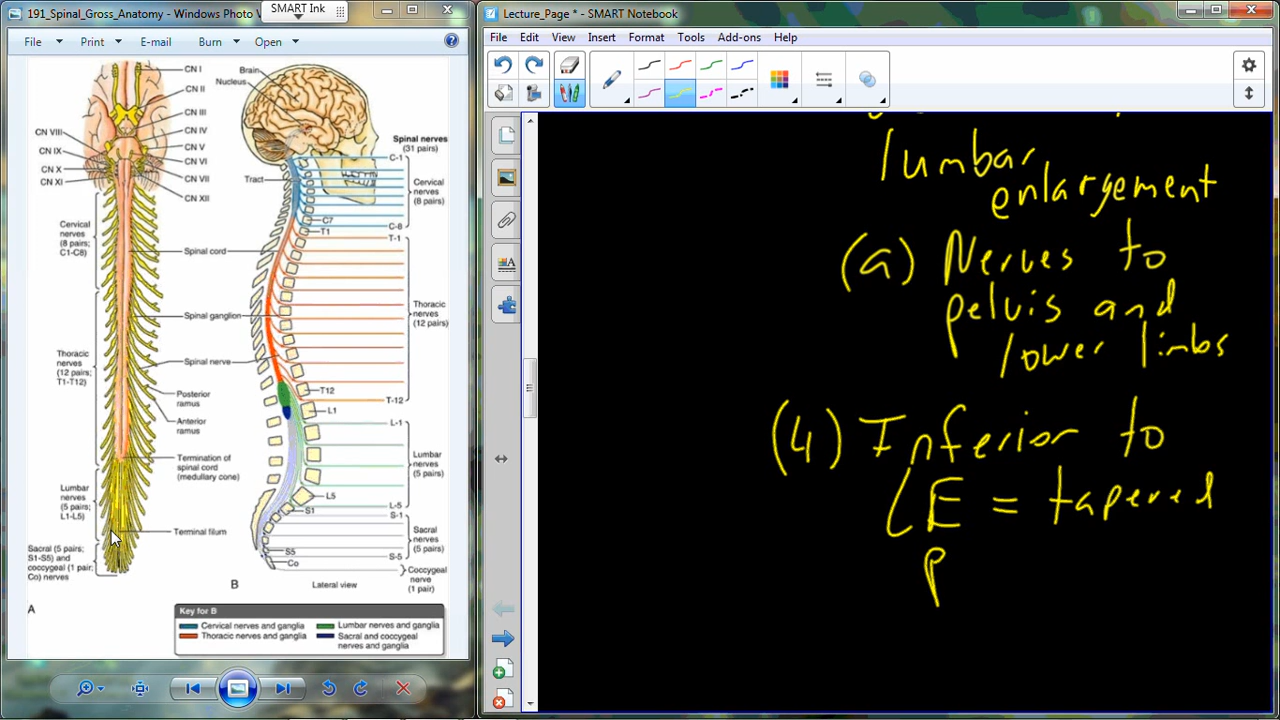 191_Spinal_Gross_Anatomy - Windows Photo V
SMART Ink
File Print E-mail Burn Open
CN I
CN II
CN III
CN IV
CN V
CN VI
CN VII
CN XII
CN VIII
CN IX
CN X
CN XI
Cervical
nerves
(8 pairs;
C1-C8)
Thoracic
nerves
(12 pairs;
T1-T12)
Lumbar
nerves
(5 pairs;
L1-L5)
Sacral (5 pairs;
S1-S5) and
coccygeal (1 pair;
Co) nerves
Spinal cord
Spinal ganglion
Spinal nerve
Posterior
ramus
Anterior
ramus
Termination of
spinal cord
(medullary cone)
Terminal filum
A
Brain
Nucleus
Tract
C7
T1
T12
L1
L5
S1
S5
Co
Spinal nerves
(31 pairs)
C-1
Cervical
nerves
(8 pairs)
C-8
T-1
Thoracic
nerves
(12 pairs)
T-12
L-1
Lumbar
nerves
(5 pairs)
L-5
S-1
Sacral
nerves
(5 pairs)
S-5
Coccygeal
nerve
(1 pair)
B
Lateral view
Key for B
Cervical nerves and ganglia
Thoracic nerves and ganglia
Lumbar nerves and ganglia
Sacral and coccygeal
nerves and ganglia
Lecture_Page * - SMART Notebook
File Edit View Insert Format Tools Add-ons Help
lumbar
enlargement
(a) Nerves to
pelvis and
lower limbs
(4) Inferior to
LE = tapered
p